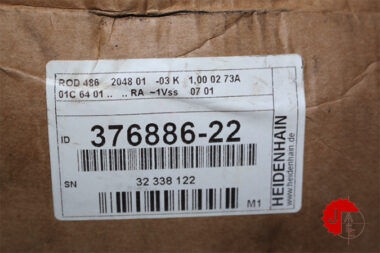 ROD 486 2048 01 -03 K 1,00 02 73A
01C 64 01 .. .. RA ~1Vss 07 01
ID 376886-22
SN 32 338 122
M1
HEIDENHAIN
www.heidenhain.de